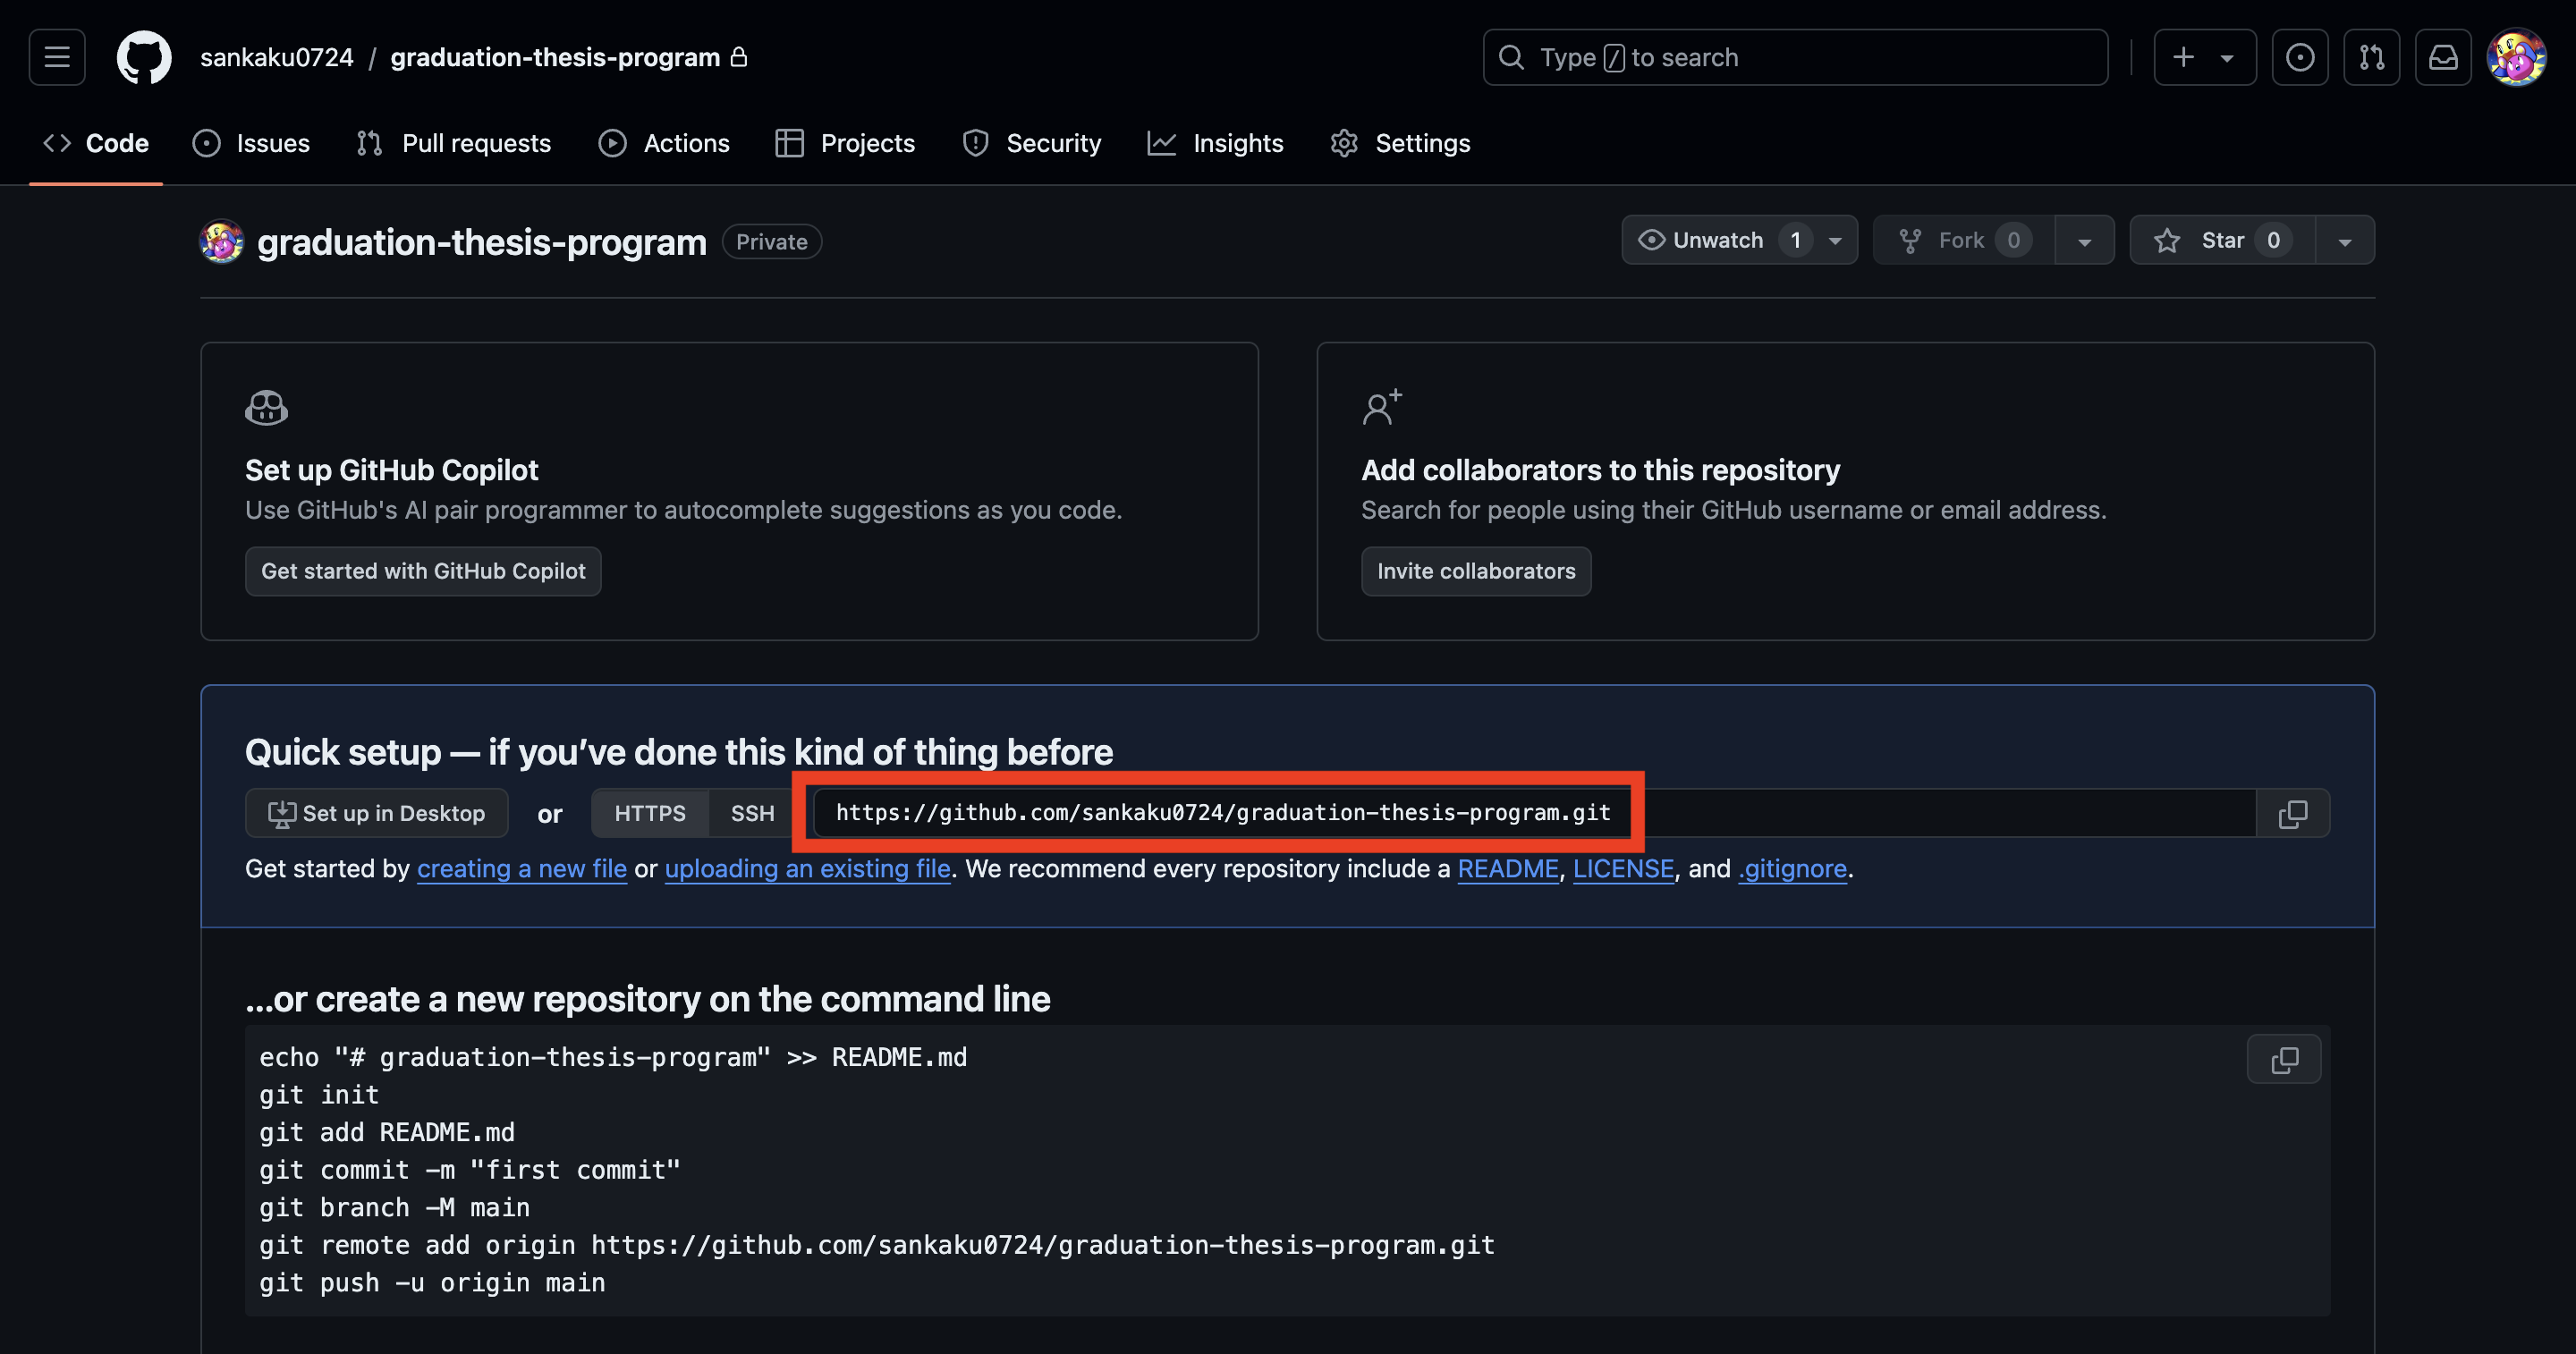 sankaku0724 / graduation-thesis-program
Type / to search
Code Issues Pull requests Actions Projects Security Insights Settings
graduation-thesis-program Private
Unwatch 1 Fork 0 Star 0
Set up GitHub Copilot
Use GitHub's AI pair programmer to autocomplete suggestions as you code.
Get started with GitHub Copilot
Add collaborators to this repository
Search for people using their GitHub username or email address.
Invite collaborators
Quick setup — if you’ve done this kind of thing before
Set up in Desktop or HTTPS SSH https://github.com/sankaku0724/graduation-thesis-program.git
Get started by creating a new file or uploading an existing file. We recommend every repository include a README, LICENSE, and .gitignore.
...or create a new repository on the command line
echo "# graduation-thesis-program" >> README.md
git init
git add README.md
git commit -m "first commit"
git branch -M main
git remote add origin https://github.com/sankaku0724/graduation-thesis-program.git
git push -u origin main